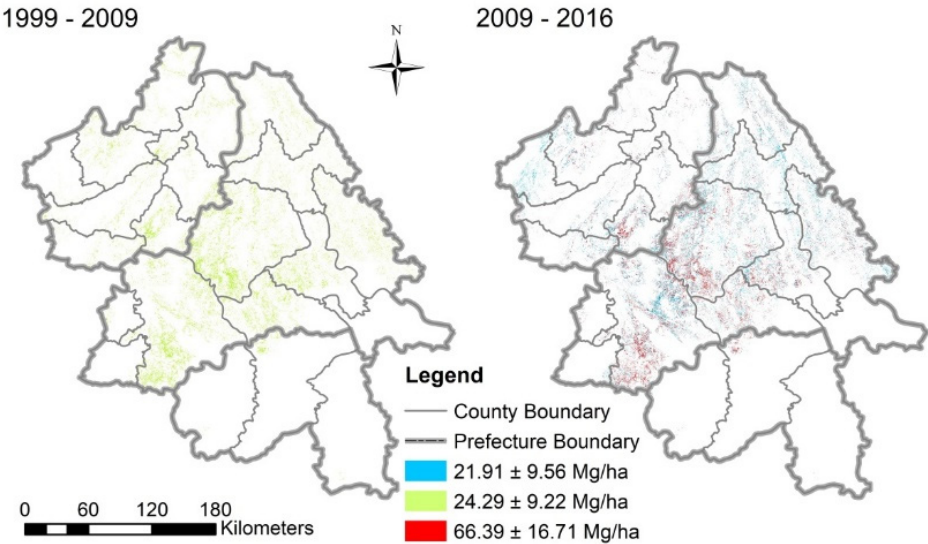 1999 - 2009
2009 - 2016
N
Legend
County Boundary
Prefecture Boundary
21.91 ± 9.56 Mg/ha
24.29 ± 9.22 Mg/ha
66.39 ± 16.71 Mg/ha
0 60 120 180
Kilometers